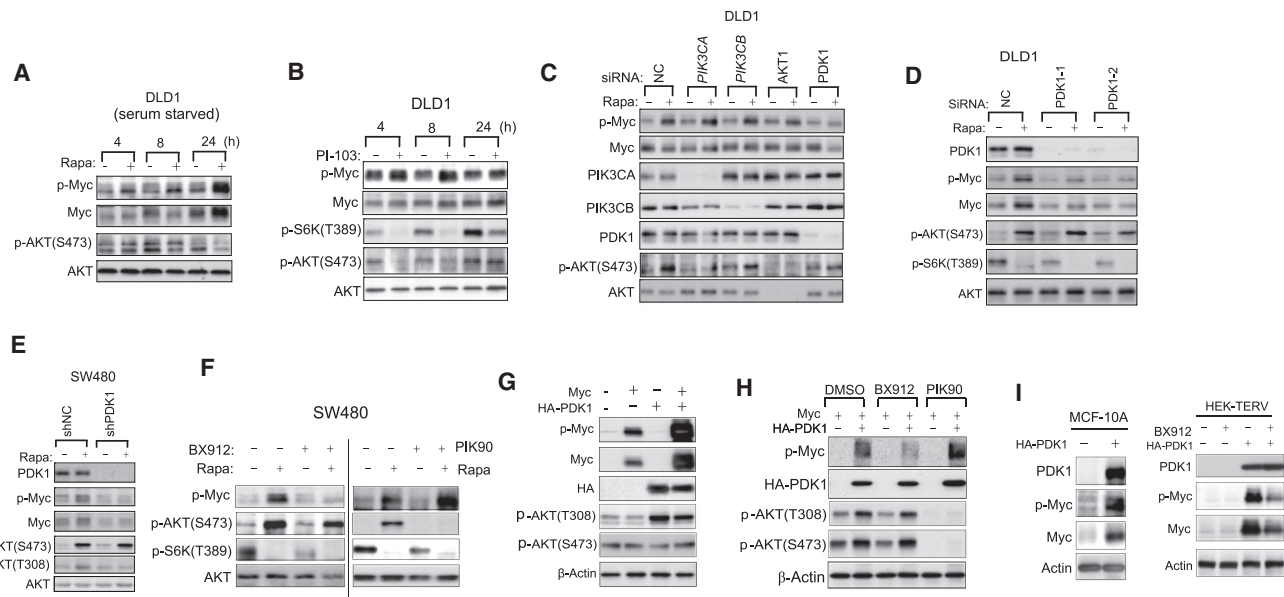 A
DLD1
(serum starved)
4 8 24 (h)
Rapa: – + – + – +
p-Myc
Myc
p-AKT(S473)
AKT
B
DLD1
4 8 24 (h)
PI-103: – + – + – +
p-Myc
Myc
p-S6K(T389)
p-AKT(S473)
AKT
C
DLD1
siRNA: NC PIK3CA PIK3CB AKT1 PDK1
Rapa: – + – + – + – + – +
p-Myc
Myc
PIK3CA
PIK3CB
PDK1
p-AKT(S473)
AKT
D
DLD1
SiRNA: NC PDK1-1 PDK1-2
Rapa: – + – + – +
PDK1
p-Myc
Myc
p-AKT(S473)
p-S6K(T389)
AKT
E
SW480
shNC shPDK1
Rapa: – + – +
PDK1
p-Myc
Myc
KT(S473)
KT(T308)
AKT
F
SW480
BX912: – – + + – – + + PIK90
Rapa: – + – + – + – + Rapa
p-Myc
p-AKT(S473)
p-S6K(T389)
AKT
G
Myc - + - +
HA-PDK1 - - + +
p-Myc
Myc
HA
p-AKT(T308)
p-AKT(S473)
β-Actin
H
DMSO BX912 PIK90
Myc + + + + + +
HA-PDK1 – + – + – +
p-Myc
HA-PDK1
p-AKT(T308)
p-AKT(S473)
β-Actin
I
MCF-10A
HA-PDK1 - +
PDK1
p-Myc
Myc
Actin
HEK-TERV
BX912 - + - +
HA-PDK1 - - + +
PDK1
p-Myc
Myc
Actin